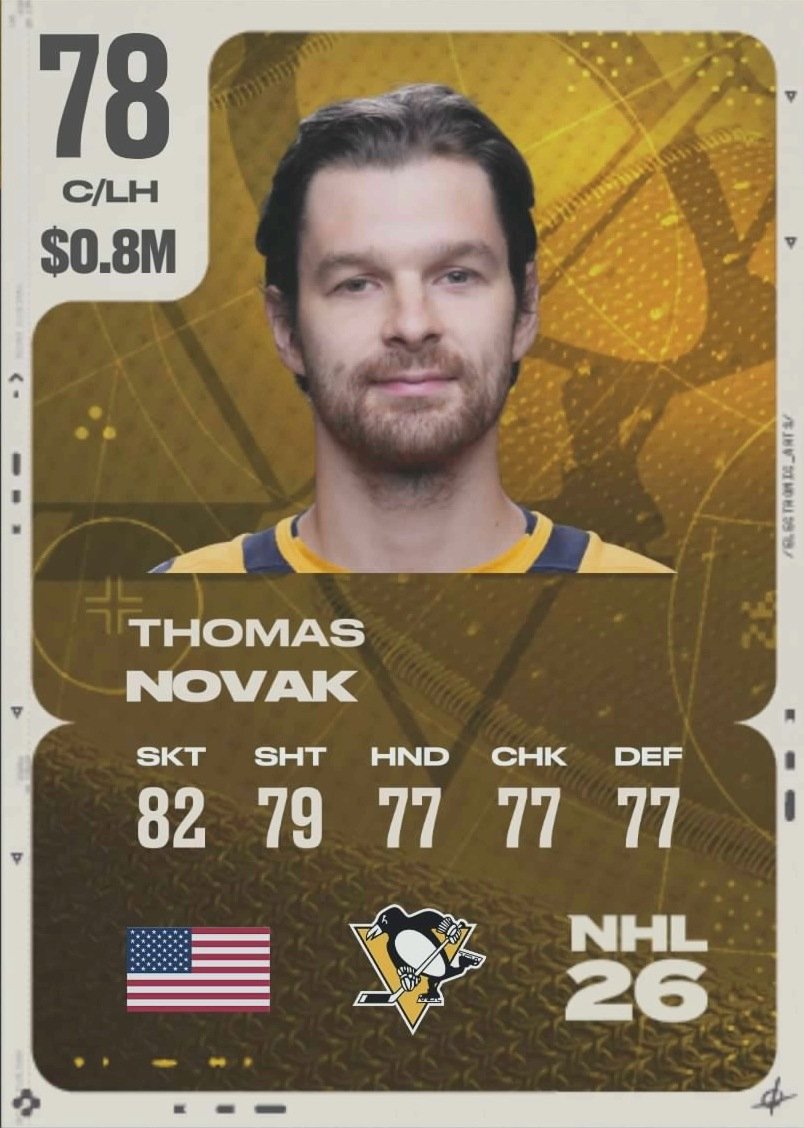 78
C/LH
$0.8M
THOMAS
NOVAK
SKT SHT HND CHK DEF
82 79 77 77 77
NHL
26